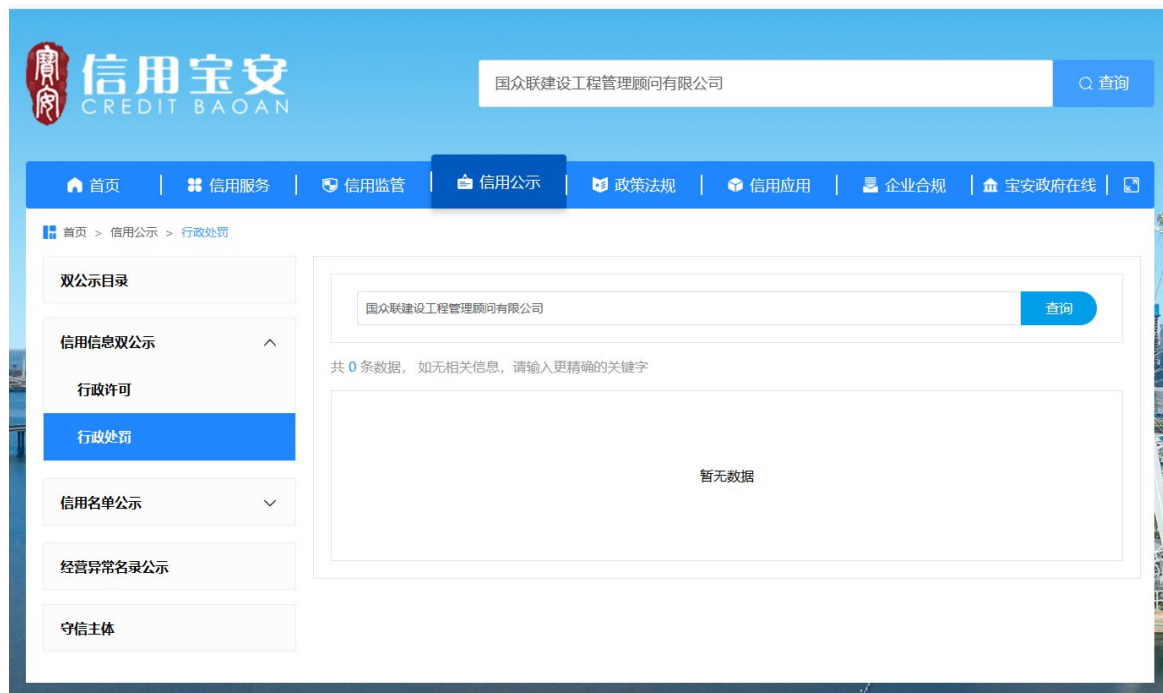 寶安
信用宝安
CREDIT BAOAN
国众联建设工程管理顾问有限公司
查询
首页
信用服务
信用监管
信用公示
政策法规
信用应用
企业合规
宝安政府在线
首页 > 信用公示 > 行政处罚
双公示目录
信用信息双公示
行政许可
行政处罚
信用名单公示
经营异常名录公示
守信主体
国众联建设工程管理顾问有限公司
查询
共 0 条数据， 如无相关信息，请输入更精确的关键字
暂无数据